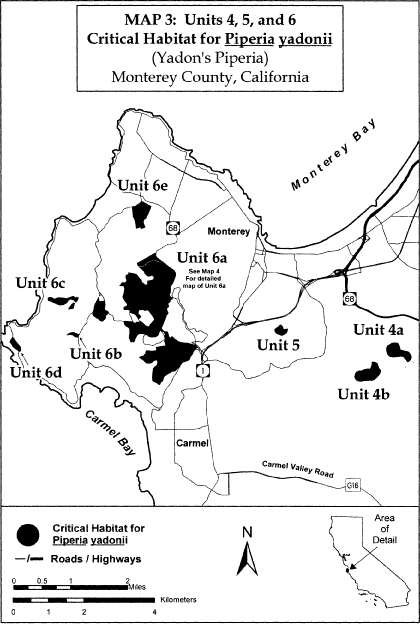 MAP 3: Units 4, 5, and 6
Critical Habitat for Piperia yadonii
(Yadon's Piperia)
Monterey County, California
Monterey Bay
Unit 6e
68
Monterey
Unit 6a
See Map 4
For detailed
map of Unit 6a
Unit 6c
68
Unit 4a
Unit 5
Unit 6b
Unit 6d
1
Unit 4b
Carmel Bay
Carmel
Carmel Valley Road
G16
Critical Habitat for
Piperia yadonii
Roads / Highways
N
Area
of
Detail
0 0.5 1 2
Miles
Kilometers
0 1 2 4